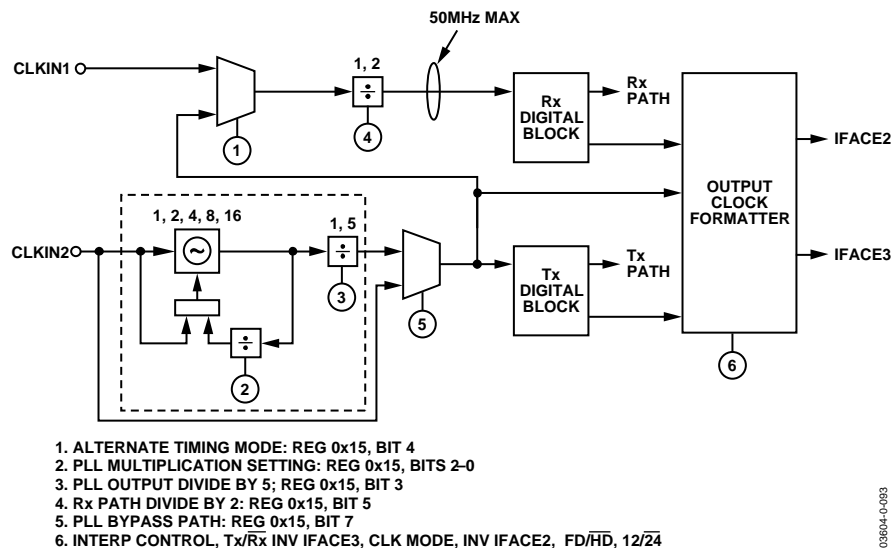 50MHz MAX
CLKIN1
1, 2
÷
4
1
Rx
DIGITAL
BLOCK
Rx
PATH
IFACE2
OUTPUT
CLOCK
FORMATTER
1, 2, 4, 8, 16
CLKIN2
~
1, 5
÷
3
÷
2
5
Tx
DIGITAL
BLOCK
Tx
PATH
IFACE3
6
1. ALTERNATE TIMING MODE: REG 0x15, BIT 4
2. PLL MULTIPLICATION SETTING: REG 0x15, BITS 2–0
3. PLL OUTPUT DIVIDE BY 5; REG 0x15, BIT 3
4. Rx PATH DIVIDE BY 2: REG 0x15, BIT 5
5. PLL BYPASS PATH: REG 0x15, BIT 7
6. INTERP CONTROL, Tx/R̅x̅ INV IFACE3, CLK MODE, INV IFACE2, FD/H̅D̅, 12/2̅4̅
03604-0-093